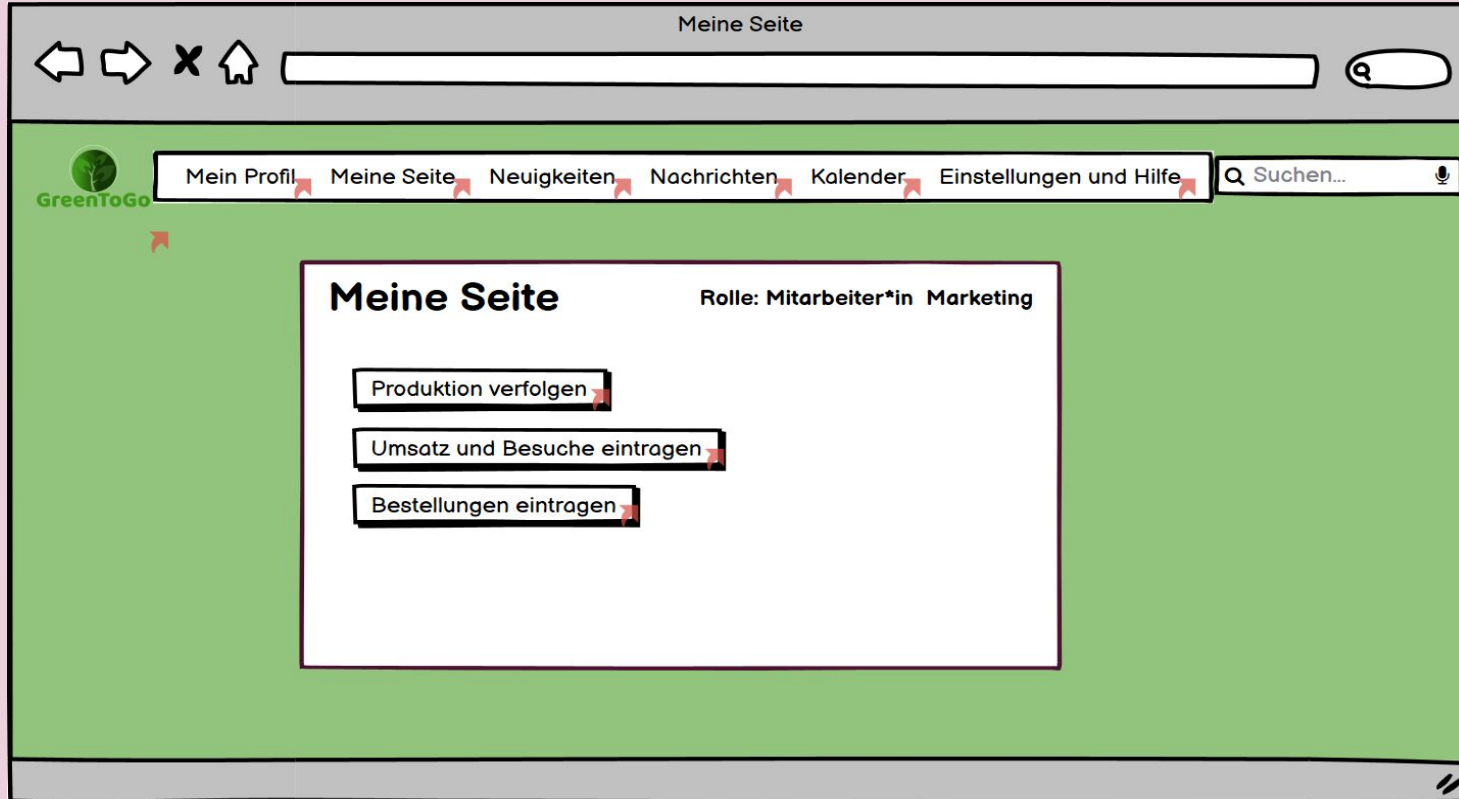 Meine Seite
Mein Profil Meine Seite Neuigkeiten Nachrichten Kalender Einstellungen und Hilfe Suchen...
GreenToGo
Meine Seite Rolle: Mitarbeiter*in Marketing
Produktion verfolgen
Umsatz und Besuche eintragen
Bestellungen eintragen